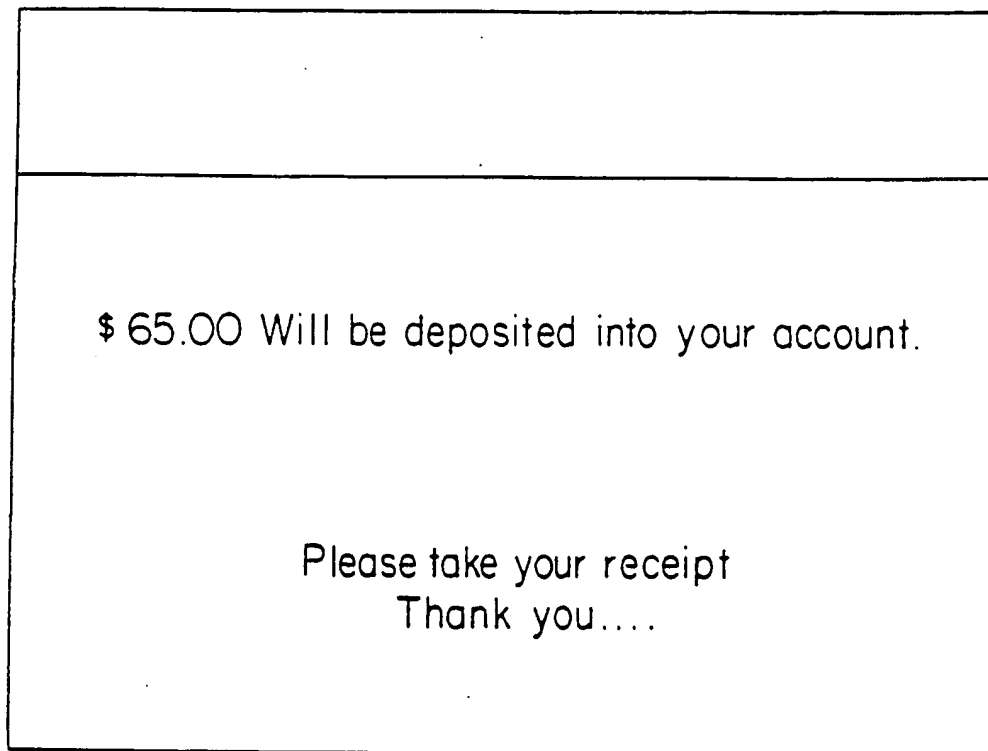 $ 65.00 Will be deposited into your account.
Please take your receipt
Thank you....